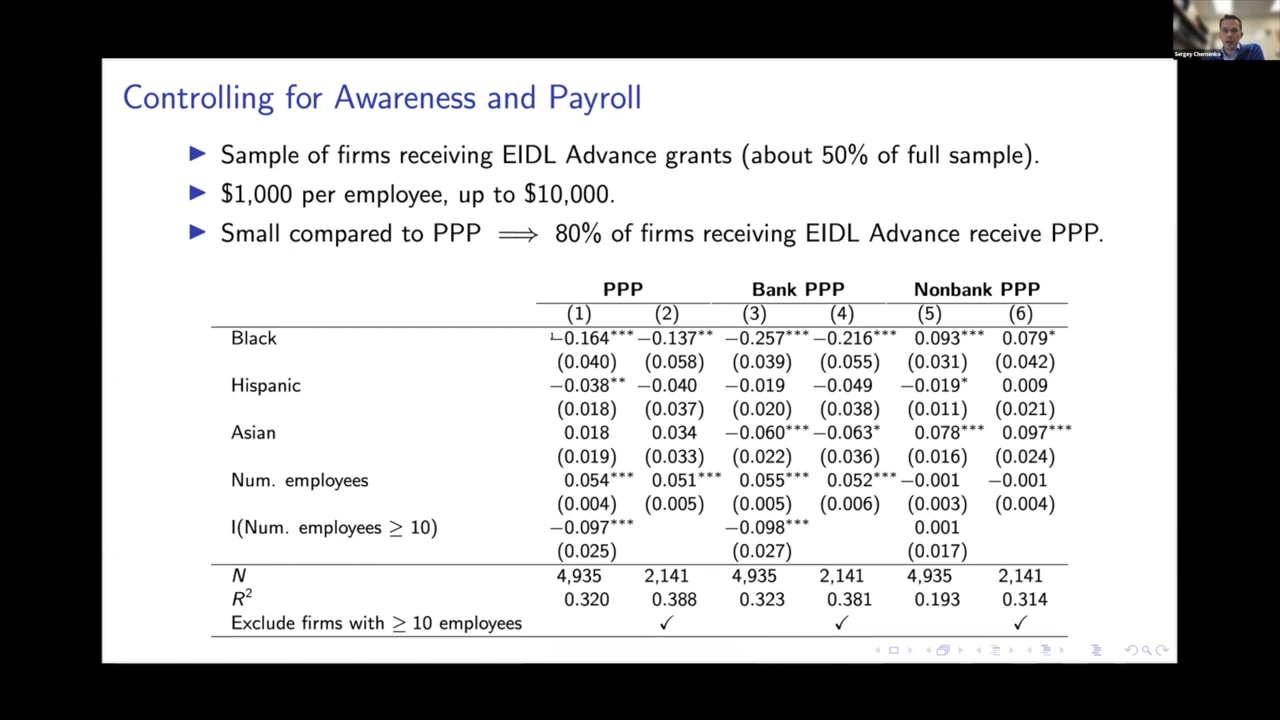 Sergey Chernenko
Controlling for Awareness and Payroll
▶ Sample of firms receiving EIDL Advance grants (about 50% of full sample).
▶ $1,000 per employee, up to $10,000.
▶ Small compared to PPP ⟹ 80% of firms receiving EIDL Advance receive PPP.
PPP Bank PPP Nonbank PPP
(1) (2) (3) (4) (5) (6)
Black −0.164*** −0.137** −0.257*** −0.216*** 0.093*** 0.079*
(0.040) (0.058) (0.039) (0.055) (0.031) (0.042)
Hispanic −0.038** −0.040 −0.019 −0.049 −0.019* 0.009
(0.018) (0.037) (0.020) (0.038) (0.011) (0.021)
Asian 0.018 0.034 −0.060*** −0.063* 0.078*** 0.097***
(0.019) (0.033) (0.022) (0.036) (0.016) (0.024)
Num. employees 0.054*** 0.051*** 0.055*** 0.052*** −0.001 −0.001
(0.004) (0.005) (0.005) (0.006) (0.003) (0.004)
I(Num. employees ≥ 10) −0.097*** −0.098*** 0.001
(0.025) (0.027) (0.017)
N 4,935 2,141 4,935 2,141 4,935 2,141
R² 0.320 0.388 0.323 0.381 0.193 0.314
Exclude firms with ≥ 10 employees ✓ ✓ ✓